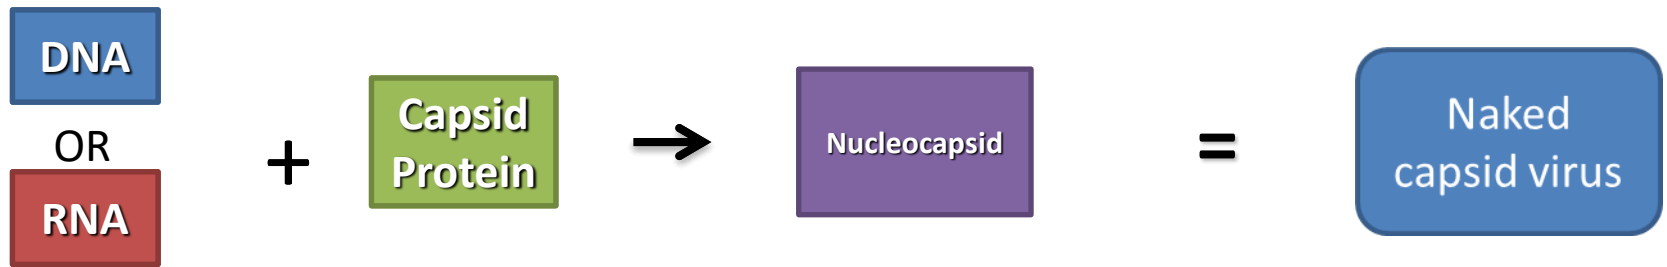 DNA
OR
RNA
+
Capsid
Protein
Nucleocapsid
=
Naked
capsid virus